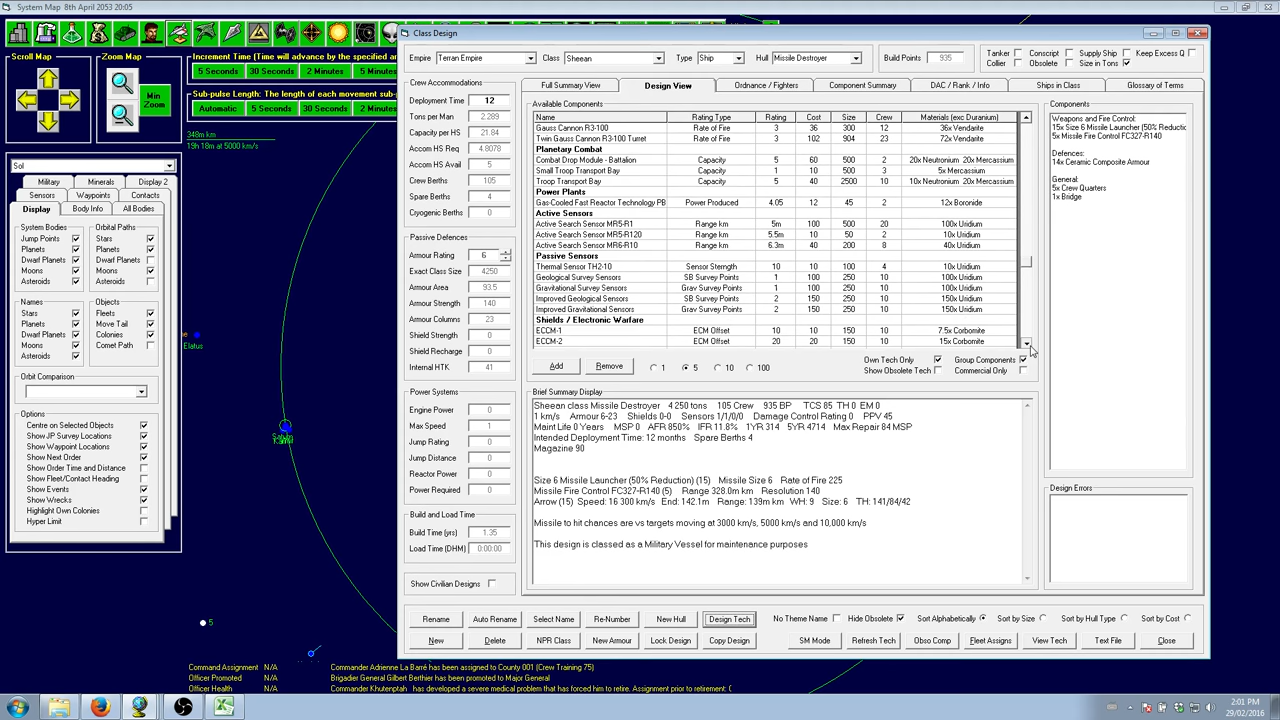 System Map 8th April 2053 20:05
Scroll Map
Zoom Map
Min Zoom
Increment Time (Time will be advanced by the specified an
5 Seconds 30 Seconds 2 Minutes 5 Minutes
Sub-pulse Length: The length of each movement sub-p
Automatic 5 Seconds 30 Seconds 2 Minutes
348m km
19h 18m at 5000 km/s
Sol
Military Minerals Display 2
Sensors Waypoints Contacts
Display Body Info All Bodies
System Bodies Orbital Paths
Jump Points Stars
Planets Planets
Dwarf Planets Dwarf Planets
Moons Moons
Asteroids Asteroids
Names Objects
Stars Fleets
Planets Move Tail
Dwarf Planets Colonies
Moons Comet Path
Asteroids
Orbit Comparison
Options
Centre on Selected Objects
Show JP Survey Locations
Show Waypoint Locations
Show Next Order
Show Order Time and Distance
Show Fleet/Contact Heading
Show Events
Show Wrecks
Highlight Own Colonies
Hyper Limit
Elatus
5
Class Design
Empire Terran Empire Class Sheean Type Ship Hull Missile Destroyer Build Points 935
Tanker Conscript Supply Ship Keep Excess Q
Collier Obsolete Size in Tons
Crew Accommodations
Deployment Time 12
Tons per Man 2.289
Capacity per HS 21.84
Accom HS Req 4.8078
Accom HS Avail 5
Crew Berths 105
Spare Berths 4
Cryogenic Berths 0
Passive Defences
Armour Rating 6
Exact Class Size 4250
Armour Area 93.5
Armour Strength 140
Armour Columns 23
Shield Strength 0
Shield Recharge 0
Internal HTK 41
Power Systems
Engine Power 0
Max Speed 1
Jump Rating 0
Jump Distance 0
Reactor Power 0
Power Required 0
Build and Load Time
Build Time (yrs) 1.35
Load Time (DHM) 0:00:00
Show Civilian Designs
Full Summary View Design View Ordnance / Fighters Component Summary DAC / Rank / Info Ships in Class Glossary of Terms
Available Components
Name Rating Type Rating Cost Size Crew Materials (exc Duranium)
Gauss Cannon R3-100 Rate of Fire 3 36 300 12 36x Vendarite
Twin Gauss Cannon R3-100 Turret Rate of Fire 3 102 904 23 72x Vendarite
Planetary Combat
Combat Drop Module - Battalion Capacity 5 60 500 2 20x Neutronium 20x Mercassium
Small Troop Transport Bay Capacity 1 10 500 3 5x Mercassium
Troop Transport Bay Capacity 5 40 2500 10 10x Neutronium 20x Mercassium
Power Plants
Gas-Cooled Fast Reactor Technology PB Power Produced 4.05 12 45 2 12x Boronide
Active Sensors
Active Search Sensor MR5-R1 Range km 5m 100 500 20 100x Uridium
Active Search Sensor MR5-R120 Range km 5.5m 10 50 2 10x Uridium
Active Search Sensor MR6-R10 Range km 6.3m 40 200 8 40x Uridium
Passive Sensors
Thermal Sensor TH2-10 Sensor Strength 10 10 100 4 10x Uridium
Geological Survey Sensors SB Survey Points 1 100 250 10 100x Uridium
Gravitational Survey Sensors Grav Survey Points 1 100 250 10 100x Uridium
Improved Geological Sensors SB Survey Points 2 150 250 10 150x Uridium
Improved Gravitational Sensors Grav Survey Points 2 150 250 10 150x Uridium
Shields / Electronic Warfare
ECCM-1 ECM Offset 10 10 150 10 7.5x Corbomite
ECCM-2 ECM Offset 20 20 150 10 15x Corbomite
Add Remove 1 5 10 100
Own Tech Only Group Components
Show Obsolete Tech Commercial Only
Brief Summary Display
Sheean class Missile Destroyer 4 250 tons 105 Crew 935 BP TCS 85 TH 0 EM 0
1 km/s Armour 6-23 Shields 0-0 Sensors 1/1/0/0 Damage Control Rating 0 PPV 45
Maint Life 0 Years MSP 0 AFR 850% IFR 11.8% 1YR 314 5YR 4714 Max Repair 84 MSP
Intended Deployment Time: 12 months Spare Berths 4
Magazine 90
Size 6 Missile Launcher (50% Reduction) (15) Missile Size 6 Rate of Fire 225
Missile Fire Control FC327-R140 (5) Range 328.0m km Resolution 140
Arrow (15) Speed: 16 300 km/s End: 142.1m Range: 139m km WH: 9 Size: 6 TH: 141/84/42
Missile to hit chances are vs targets moving at 3000 km/s, 5000 km/s and 10,000 km/s
This design is classed as a Military Vessel for maintenance purposes
Components
Weapons and Fire Control:
15x Size 6 Missile Launcher (50% Reductic
5x Missile Fire Control FC327-R140
Defences:
14x Ceramic Composite Armour
General:
5x Crew Quarters
1x Bridge
Design Errors
Rename Auto Rename Select Name Re-Number New Hull Design Tech No Theme Name Hide Obsolete Sort Alphabetically Sort by Size Sort by Hull Type Sort by Cost
New Delete NPR Class New Armour Lock Design Copy Design SM Mode Refresh Tech Obso Comp Fleet Assigns View Tech Text File Close
Command Assignment N/A Commander Adrienne La Barré has been assigned to County 001 (Crew Training 75)
Officer Promoted N/A Brigadier General Gilbert Berthier has been promoted to Major General
Officer Health N/A Commander Khutenptah has developed a severe medical problem that has forced him to retire. Assignment prior to retirement: (
2:01 PM
29/02/2016